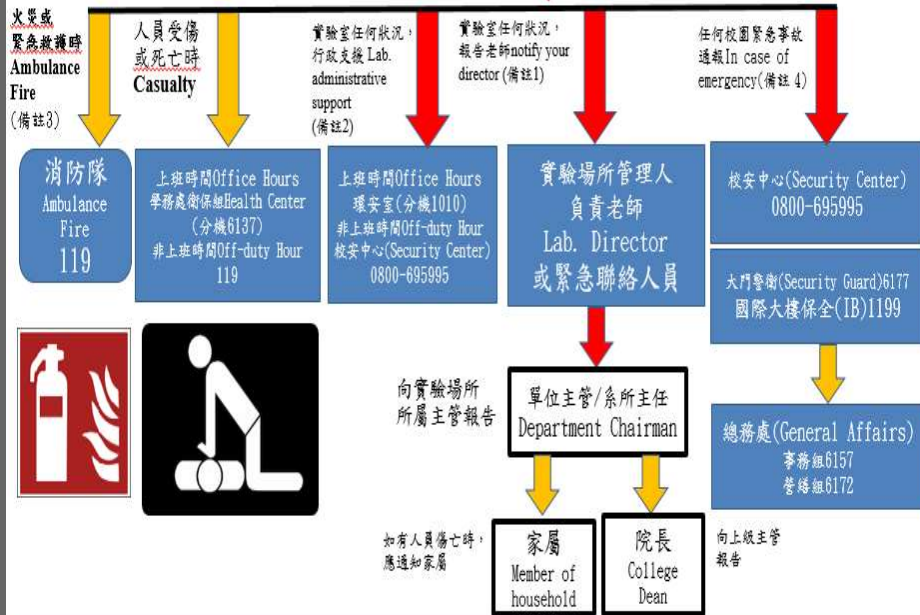 火災或
緊急救護時
Ambulance
Fire
(備註3)
人員受傷
或死亡時
Casualty
實驗室任何狀況，
行政支援 Lab.
administrative
support
(備註2)
實驗室任何狀況，
報告老師notify your
director (備註1)
任何校園緊急事故
通報In case of
emergency(備註 4)
消防隊
Ambulance
Fire
119
上班時間Office Hours
學務處衛保組Health Center
(分機6137)
非上班時間Off-duty Hour
119
上班時間Office Hours
環安室(分機1010)
非上班時間Off-duty Hour
校安中心(Security Center)
0800-695995
實驗場所管理人
負責老師
Lab. Director
或緊急聯絡人員
校安中心(Security Center)
0800-695995
大門警衛(Security Guard)6177
國際大樓保全(IB)1199
向實驗場所
所屬主管報告
單位主管/系所主任
Department Chairman
總務處(General Affairs)
事務組6157
營繕組6172
如有人員傷亡時，
應通知家屬
家屬
Member of
household
院長
College
Dean
向上級主管
報告